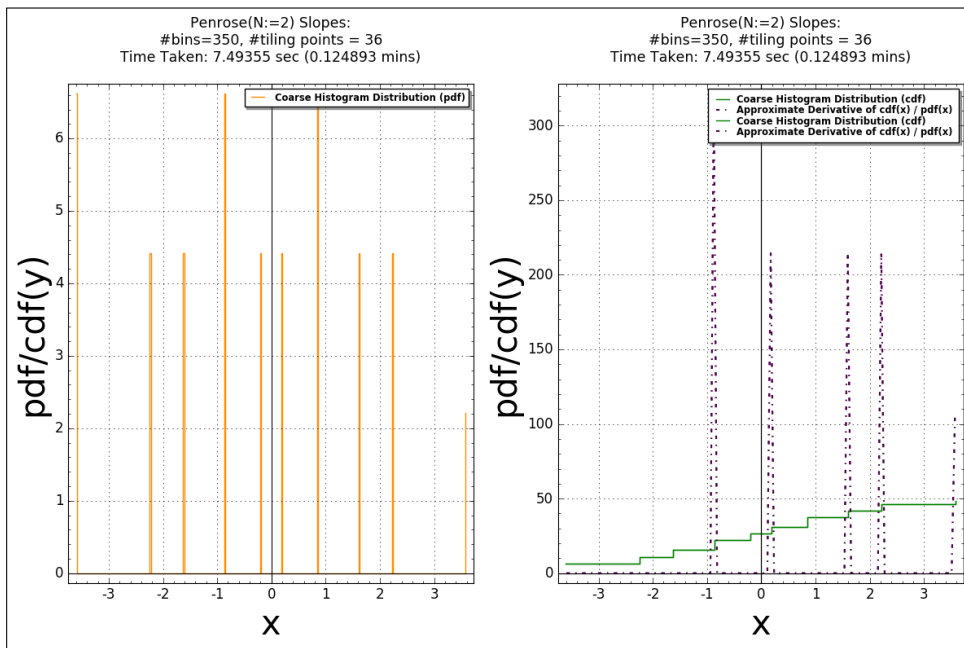 Penrose(N:=2) Slopes:
#bins=350, #tiling points = 36
Time Taken: 7.49355 sec (0.124893 mins)
Coarse Histogram Distribution (pdf)
pdf/cdf(y)
6
5
4
3
2
1
0
-3 -2 -1 0 1 2 3
x
Penrose(N:=2) Slopes:
#bins=350, #tiling points = 36
Time Taken: 7.49355 sec (0.124893 mins)
Coarse Histogram Distribution (cdf)
Approximate Derivative of cdf(x) / pdf(x)
Coarse Histogram Distribution (cdf)
Approximate Derivative of cdf(x) / pdf(x)
pdf/cdf(y)
300
250
200
150
100
50
0
-3 -2 -1 0 1 2 3
x